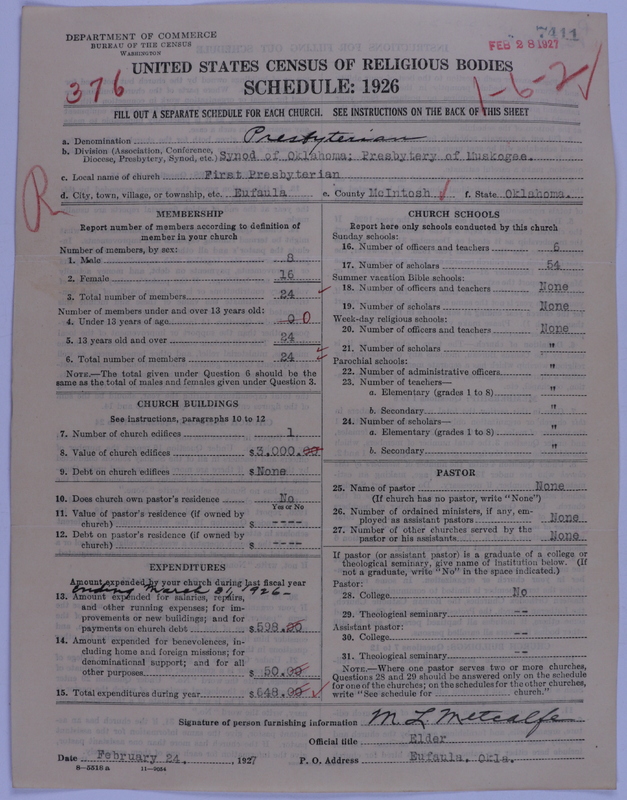 7411
FEB 28 1927
DEPARTMENT OF COMMERCE
BUREAU OF THE CENSUS
WASHINGTON
UNITED STATES CENSUS OF RELIGIOUS BODIES
SCHEDULE: 1926
376
1-6-2
FILL OUT A SEPARATE SCHEDULE FOR EACH CHURCH. SEE INSTRUCTIONS ON THE BACK OF THIS SHEET
a. Denomination Presbyterian
b. Division (Association, Conference, Diocese, Presbytery, Synod, etc.) Synod of Oklahoma; Presbytery of Muskogee.
c. Local name of church First Presbyterian
d. City, town, village, or township, etc. Eufaula e. County McIntosh f. State Oklahoma.
R
MEMBERSHIP
Report number of members according to definition of
member in your church
Number of members, by sex:
1. Male 8
2. Female 16
3. Total number of members 24
Number of members under and over 13 years old:
4. Under 13 years of age 0 0
5. 13 years old and over 24
6. Total number of members 24
NOTE.—The total given under Question 6 should be
same as the total of males and females given under Question 3.
CHURCH BUILDINGS
See instructions, paragraphs 10 to 12
7. Number of church edifices 1
8. Value of church edifices $3,000.00
9. Debt on church edifices $ None
10. Does church own pastor's residence No
Yes or No
11. Value of pastor's residence (if owned by
church) $ ----
12. Debt on pastor's residence (if owned by
church) $ ----
EXPENDITURES
Amount expended by your church during last fiscal year
ending March 31, 1926-
13. Amount expended for salaries, repairs,
and other running expenses; for im-
provements or new buildings; and for
payments on church debt $598.00
14. Amount expended for benevolences, in-
cluding home and foreign missions; for
denominational support; and for all
other purposes $ 50.00
15. Total expenditures during year $648.00
CHURCH SCHOOLS
Report here only schools conducted by this church
Sunday schools:
16. Number of officers and teachers 6
17. Number of scholars 54
Summer vacation Bible schools:
18. Number of officers and teachers None
19. Number of scholars None
Week-day religious schools:
20. Number of officers and teachers None
21. Number of scholars "
Parochial schools:
22. Number of administrative officers "
23. Number of teachers—
a. Elementary (grades 1 to 8) "
b. Secondary "
24. Number of scholars—
a. Elementary (grades 1 to 8) "
b. Secondary "
PASTOR
25. Name of pastor None
(If church has no pastor, write "None")
26. Number of ordained ministers, if any, em-
ployed as assistant pastors None
27. Number of other churches served by the
pastor or his assistants None
If pastor (or assistant pastor) is a graduate of a college or
theological seminary, give name of institution below. (If
not a graduate, write "No" in the space indicated.)
Pastor:
28. College No
29. Theological seminary --
Assistant pastor:
30. College --
31. Theological seminary --
NOTE.—Where one pastor serves two or more churches,
Questions 28 and 29 should be answered only on the schedule
for one of the churches; on the schedules for the other churches,
write "See schedule for church."
Signature of person furnishing information M. L. Metcalfe
Official title Elder
Date February 24, 1927 P. O. Address Eufaula, Okla.
8—5518 a 11—9034